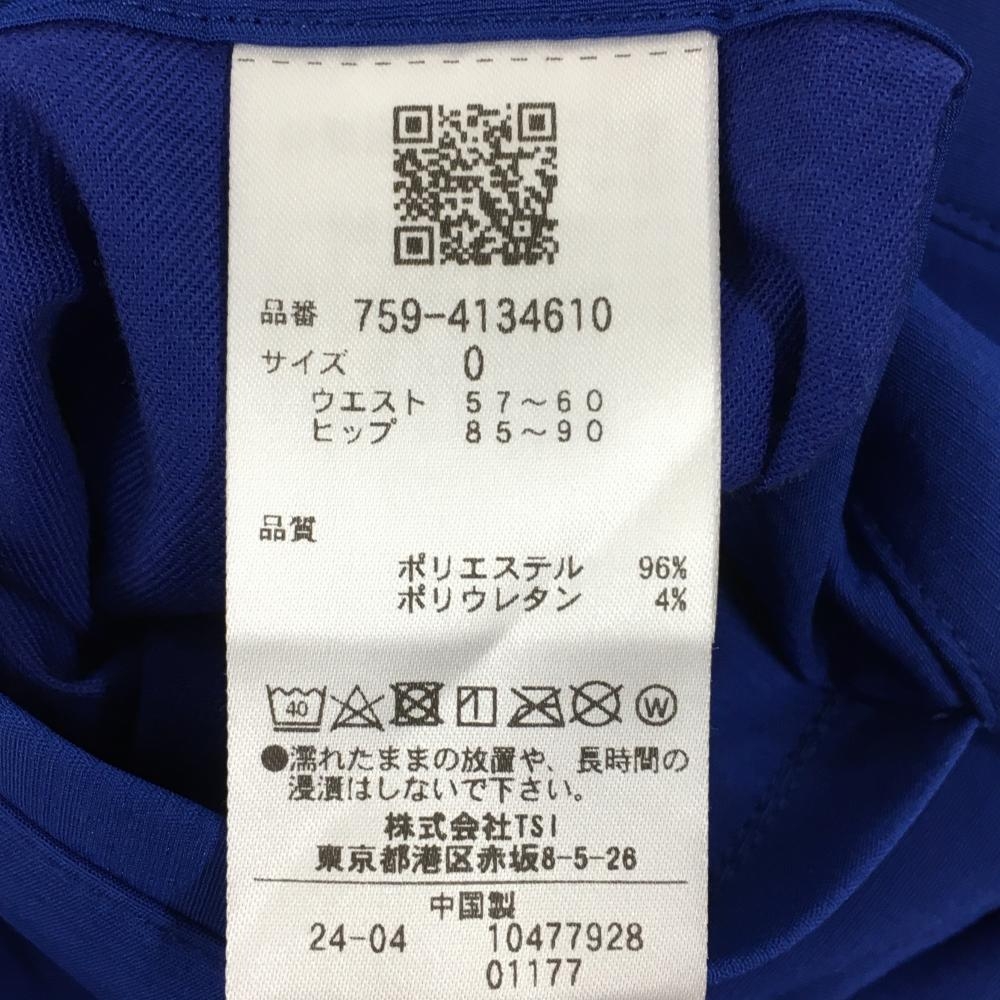 品番 759-4134610
サイズ 0
ウエスト 57～60
ヒップ 85～90
品質
ポリエステル 96%
ポリウレタン 4%
40 W
●濡れたままの放置や、長時間の
浸漬はしないで下さい。
株式会社TSI
東京都港区赤坂8-5-26
中国製
24-04 10477928
01177